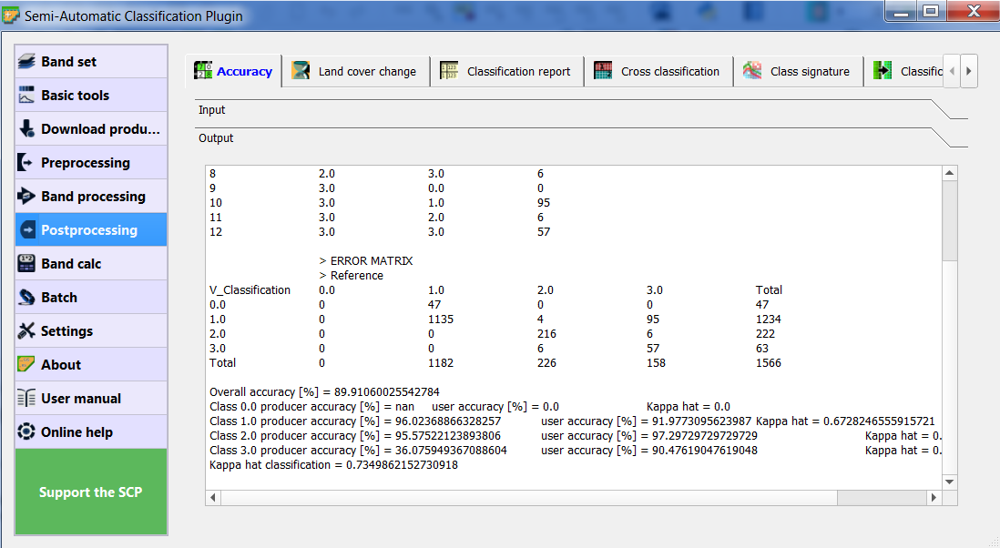 Semi-Automatic Classification Plugin
Band set
Basic tools
Download produ...
Preprocessing
Band processing
Postprocessing
Band calc
Batch
Settings
About
User manual
Online help
Support the SCP
Accuracy
Land cover change
Classification report
Cross classification
Class signature
Classific
Input
Output
8 2.0 3.0 6
9 3.0 0.0 0
10 3.0 1.0 95
11 3.0 2.0 6
12 3.0 3.0 57
> ERROR MATRIX
> Reference
V_Classification 0.0 1.0 2.0 3.0 Total
0.0 0 47 0 0 47
1.0 0 1135 4 95 1234
2.0 0 0 216 6 222
3.0 0 0 6 57 63
Total 0 1182 226 158 1566
Overall accuracy [%] = 89.91060025542784
Class 0.0 producer accuracy [%] = nan user accuracy [%] = 0.0 Kappa hat = 0.0
Class 1.0 producer accuracy [%] = 96.02368866328257 user accuracy [%] = 91.9773095623987 Kappa hat = 0.6728246555915721
Class 2.0 producer accuracy [%] = 95.57522123893806 user accuracy [%] = 97.29729729729729 Kappa hat = 0.
Class 3.0 producer accuracy [%] = 36.075949367088604 user accuracy [%] = 90.47619047619048 Kappa hat = 0.
Kappa hat classification = 0.7349862152730918